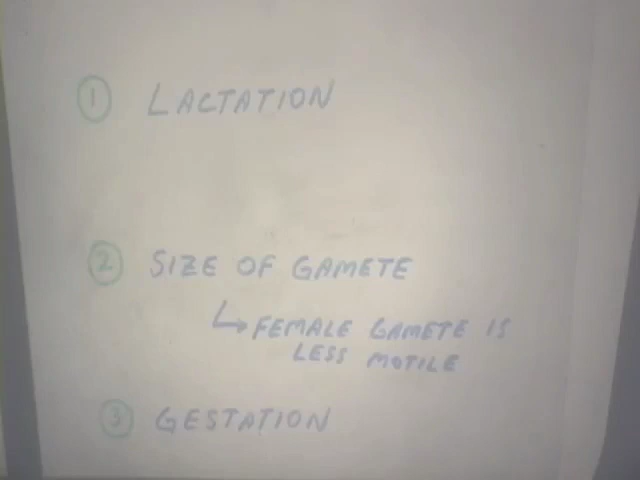 1 LACTATION
2 SIZE OF GAMETE
↳ FEMALE GAMETE IS
LESS MOTILE
3 GESTATION